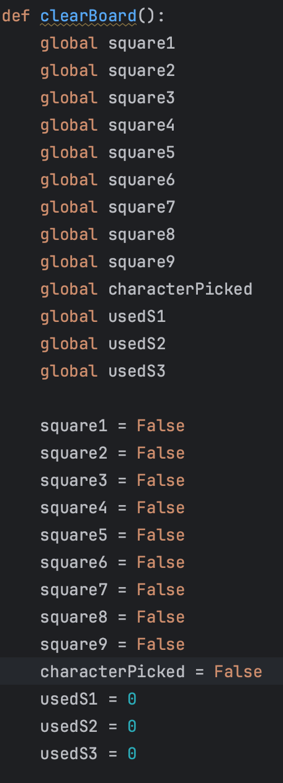 def clearBoard():
    global square1
    global square2
    global square3
    global square4
    global square5
    global square6
    global square7
    global square8
    global square9
    global characterPicked
    global usedS1
    global usedS2
    global usedS3

    square1 = False
    square2 = False
    square3 = False
    square4 = False
    square5 = False
    square6 = False
    square7 = False
    square8 = False
    square9 = False
    characterPicked = False
    usedS1 = 0
    usedS2 = 0
    usedS3 = 0